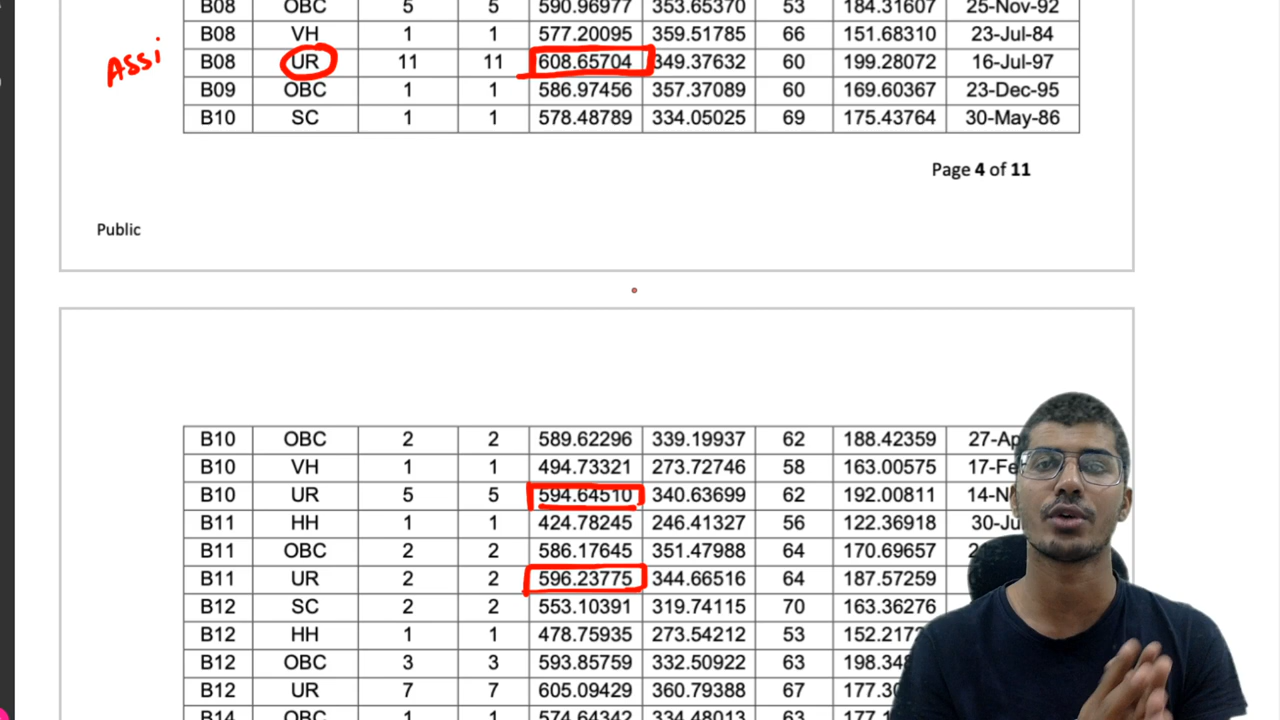 B08 OBC 5 5 590.96977 353.65370 53 184.31607 25-Nov-92
B08 VH 1 1 577.20095 359.51785 66 151.68310 23-Jul-84
Assi
B08 UR 11 11 608.65704 349.37632 60 199.28072 16-Jul-97
B09 OBC 1 1 586.97456 357.37089 60 169.60367 23-Dec-95
B10 SC 1 1 578.48789 334.05025 69 175.43764 30-May-86
Page 4 of 11
Public
B10 OBC 2 2 589.62296 339.19937 62 188.42359
B10 VH 1 1 494.73321 273.72746 58 163.00575
B10 UR 5 5 594.64510 340.63699 62 192.00811
B11 HH 1 1 424.78245 246.41327 56 122.36918
B11 OBC 2 2 586.17645 351.47988 64 170.69657
B11 UR 2 2 596.23775 344.66516 64 187.57259
B12 SC 2 2 553.10391 319.74115 70 163.36276
B12 HH 1 1 478.75935 273.54212 53
B12 OBC 3 3 593.85759 332.50922 63
B12 UR 7 7 605.09429 360.79388 67
B14 OBC 1 1 574.64342 334.48013 63